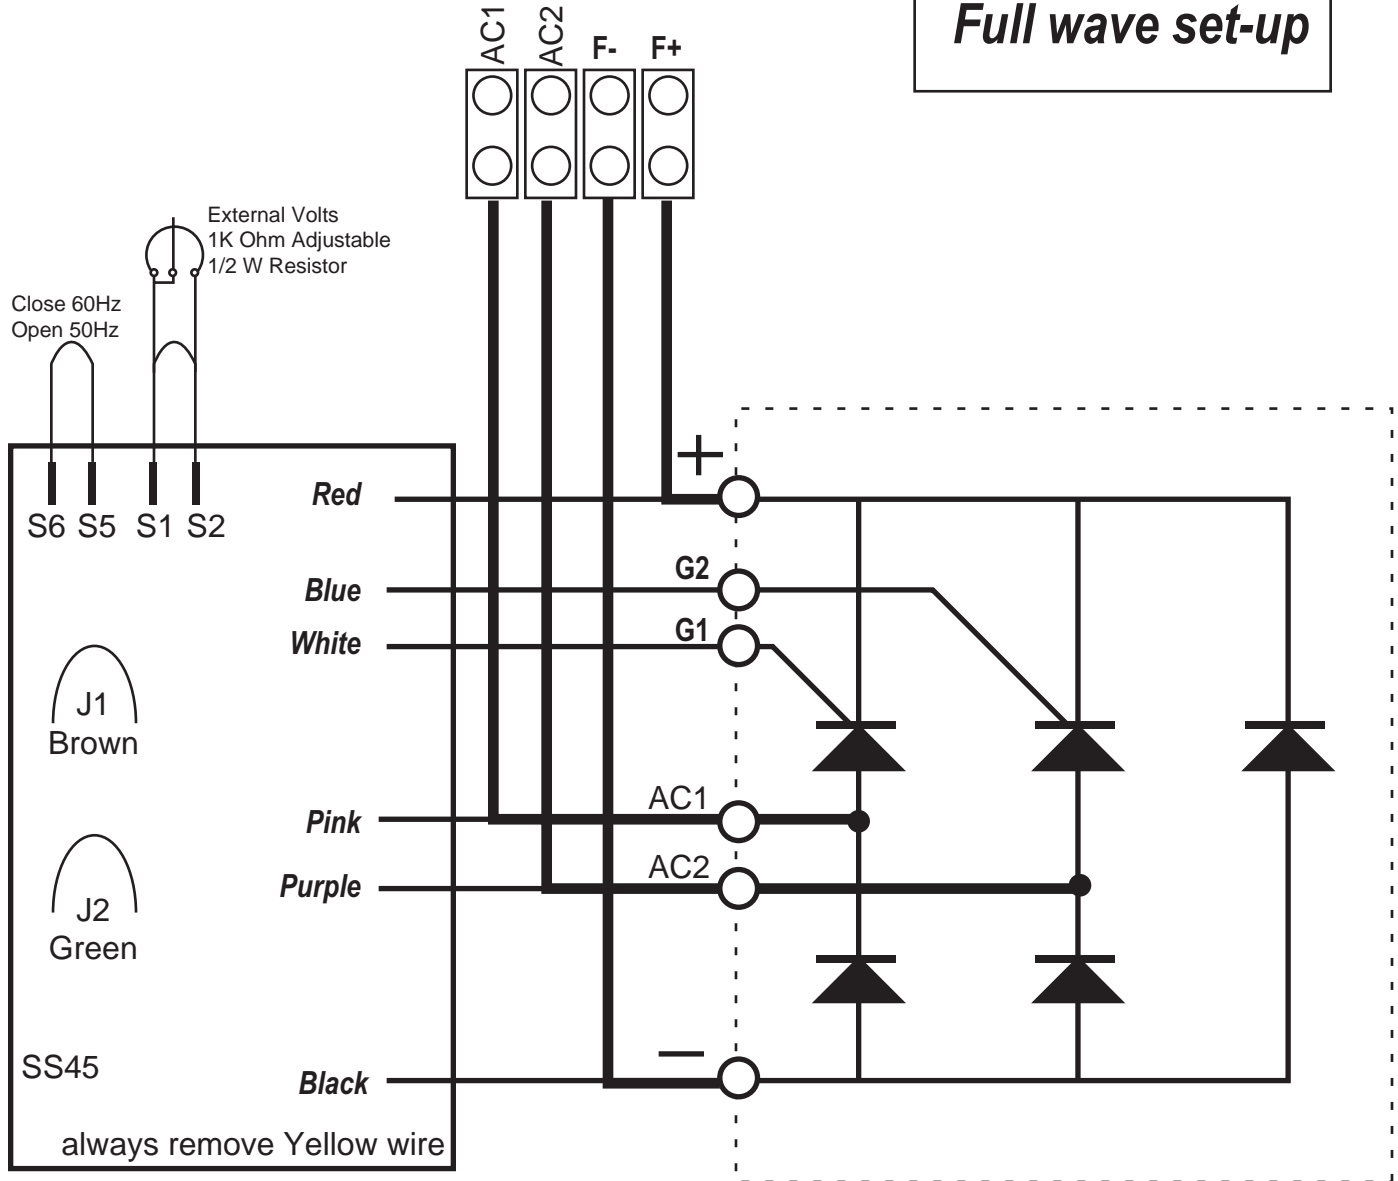 Full wave set-up
AC1
AC2
F-
F+
External Volts
1K Ohm Adjustable
1/2 W Resistor
Close 60Hz
Open 50Hz
S6 S5 S1 S2
Red
Blue
White
Pink
Purple
Black
J1
Brown
J2
Green
SS45
always remove Yellow wire
+
G2
G1
AC1
AC2
—